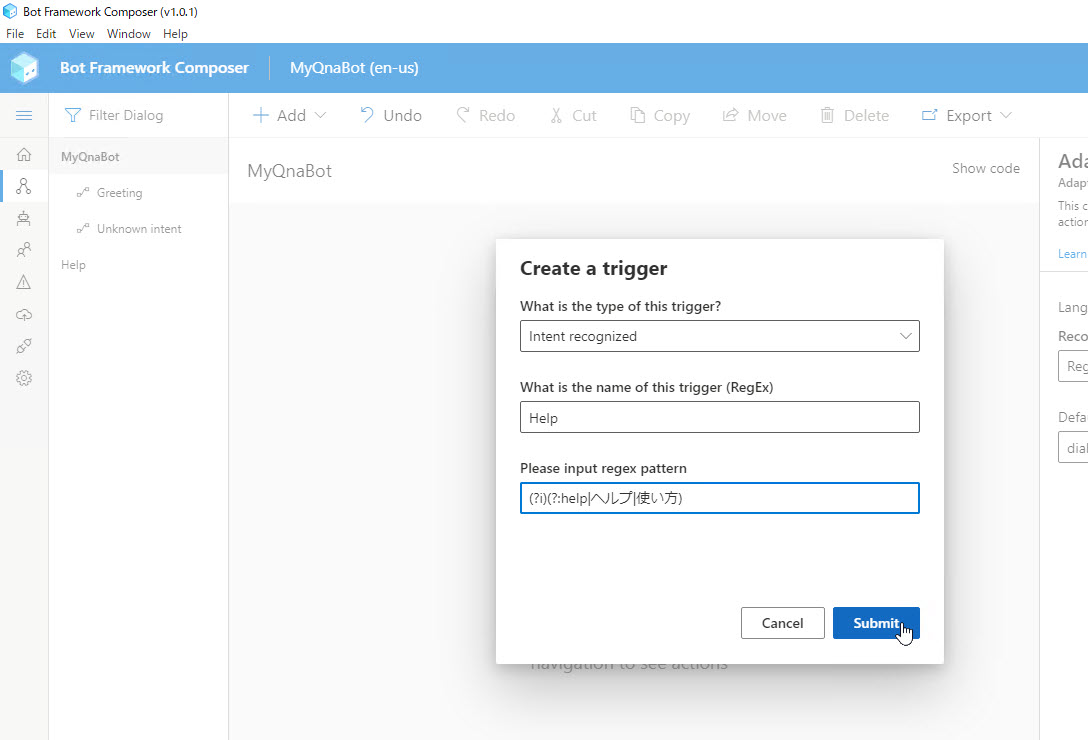 Bot Framework Composer (v1.0.1)
File Edit View Window Help
Bot Framework Composer MyQnaBot (en-us)
Filter Dialog
Add Undo Redo Cut Copy Move Delete Export
MyQnaBot
Greeting
Unknown intent
Help
MyQnaBot
Show code
Create a trigger
What is the type of this trigger?
Intent recognized
What is the name of this trigger (RegEx)
Help
Please input regex pattern
(?i)(?:help|ヘルプ|使い方)
Cancel Submit
navigation to see actions
Ada
Adap
This c
action
Learn
Lang
Reco
Reg
Defa
dial